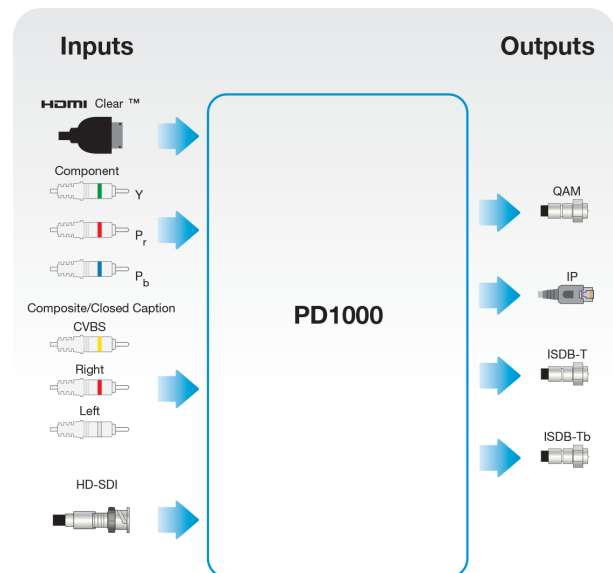 Inputs
Outputs
HDMI Clear ™
Component
Y
Pr
Pb
Composite/Closed Caption
CVBS
Right
Left
HD-SDI
PD1000
QAM
IP
ISDB-T
ISDB-Tb